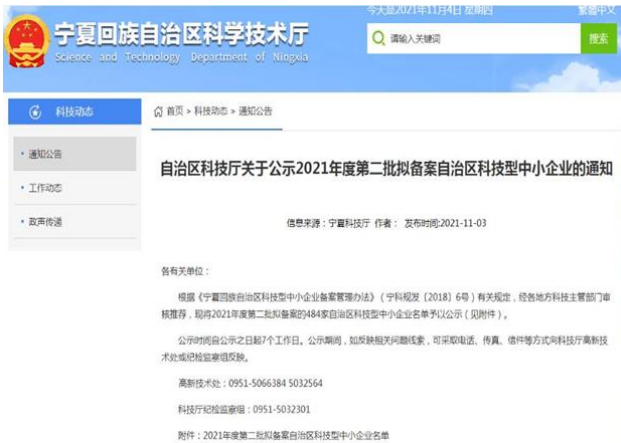 今天是2021年11月4日 星期四
繁體中文
宁夏回族自治区科学技术厅
Science and Technology Department of Ningxia
请输入关键词
搜索
科技动态
首页 » 科技动态 » 通知公告
通知公告
工作动态
政声传递
自治区科技厅关于公示2021年度第二批拟备案自治区科技型中小企业的通知
信息来源：宁夏科技厅 作者： 发布时间:2021-11-03
各有关单位：
根据《宁夏回族自治区科技型中小企业备案管理办法》（宁科规发〔2018〕6号）有关规定，经各地方科技主管部门审
核推荐，现将2021年度第二批拟备案的484家自治区科技型中小企业名单予以公示（见附件）。
公示时间自公示之日起7个工作日。公示期间，如反映相关问题线索，可采取电话、传真、信件等方式向科技厅高新技
术处或纪检监察组反映。
高新技术处：0951-5066384 5032564
科技厅纪检监察组：0951-5032301
附件：2021年度第二批拟备案自治区科技型中小企业名单